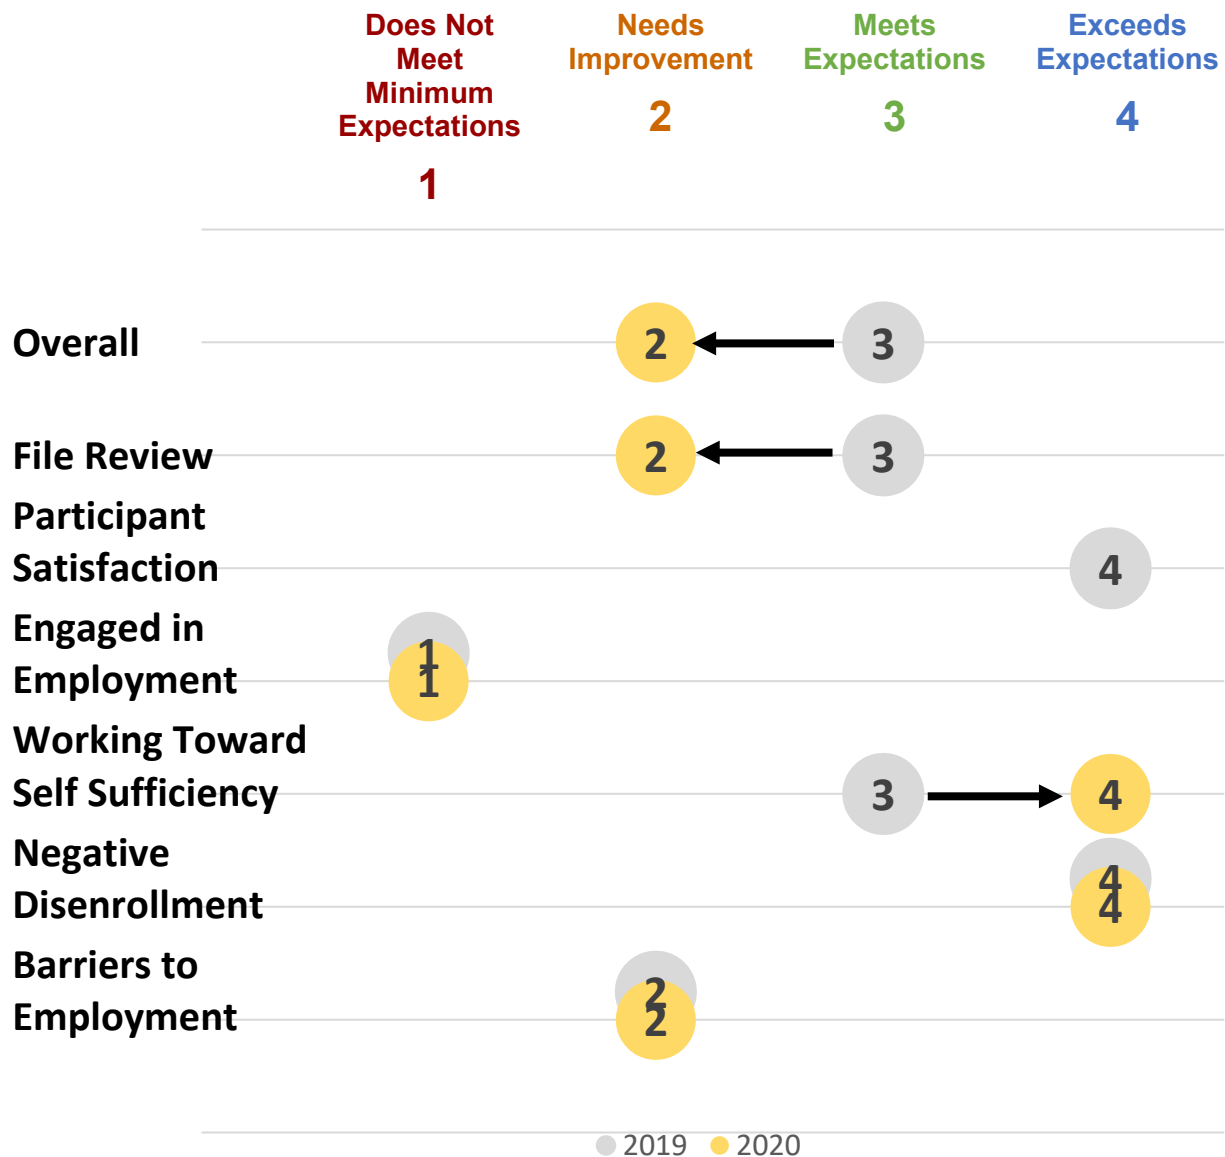 Does Not
Meet
Minimum
Expectations
1
Needs
Improvement
2
Meets
Expectations
3
Exceeds
Expectations
4
Overall
2
3
File Review
2
3
Participant
Satisfaction
4
Engaged in
Employment
1
1
Working Toward
Self Sufficiency
3
4
Negative
Disenrollment
4
4
Barriers to
Employment
2
2
2019
2020